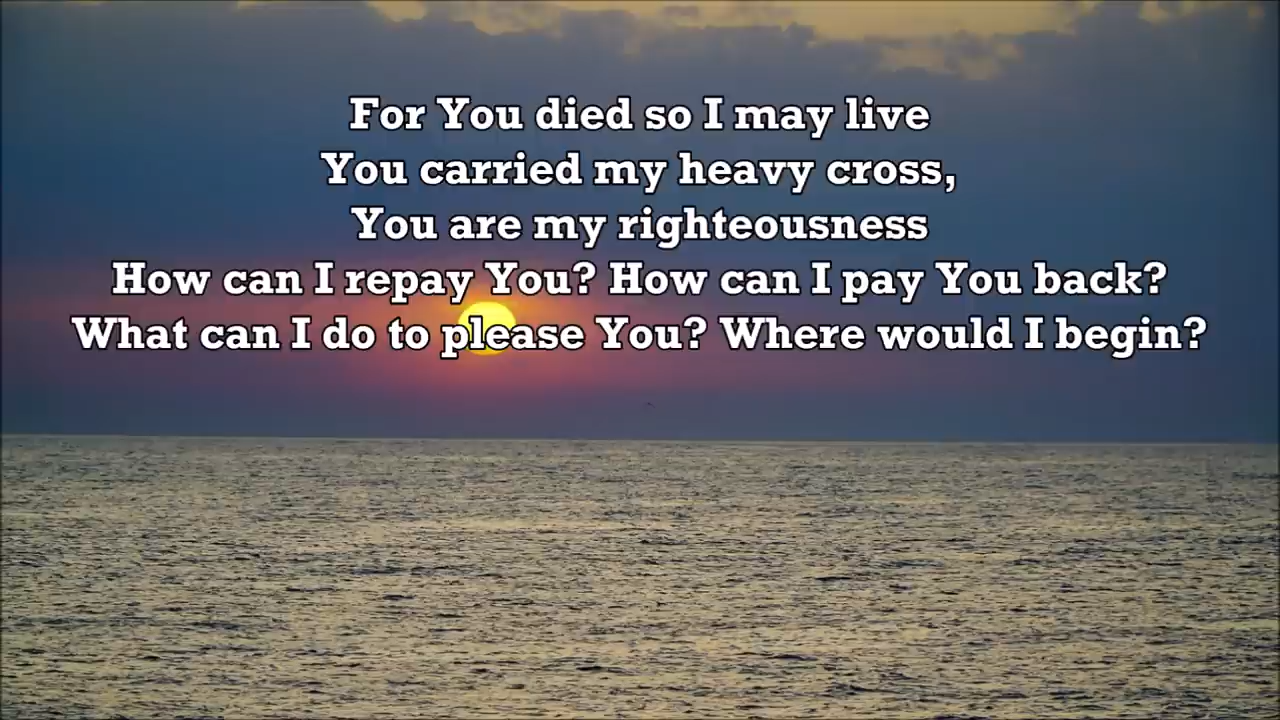 For You died so I may live
You carried my heavy cross,
You are my righteousness
How can I repay You? How can I pay You back?
What can I do to please You? Where would I begin?